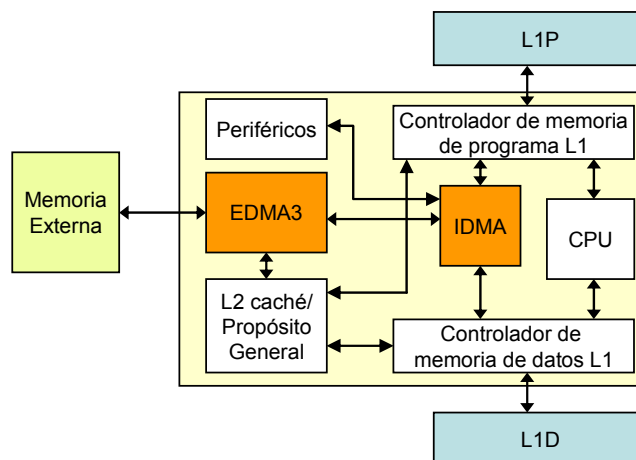 L1P
Periféricos
Controlador de memoria
de programa L1
Memoria
Externa
EDMA3
IDMA
CPU
L2 caché/
Propósito
General
Controlador de
memoria de datos L1
L1D